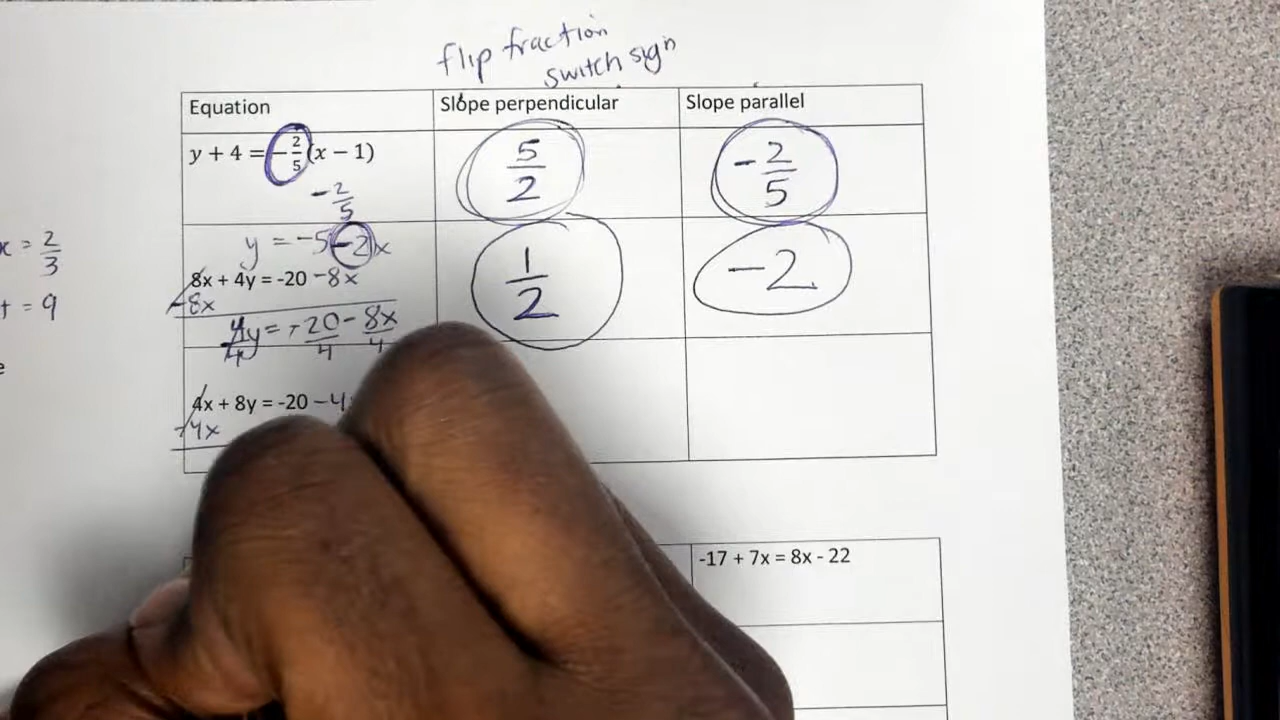 flip fraction
switch sign
Equation Slope perpendicular Slope parallel
y + 4 = -2/5(x − 1) 5/2 -2/5
-2/5
x = 2/3
y = -5 -2x 1/2 -2
8x + 4y = -20 -8x
-8x
t = 9
4y = -20/4 - 8x/4
4
4x + 8y = -20 -4
-4x
-17 + 7x = 8x - 22